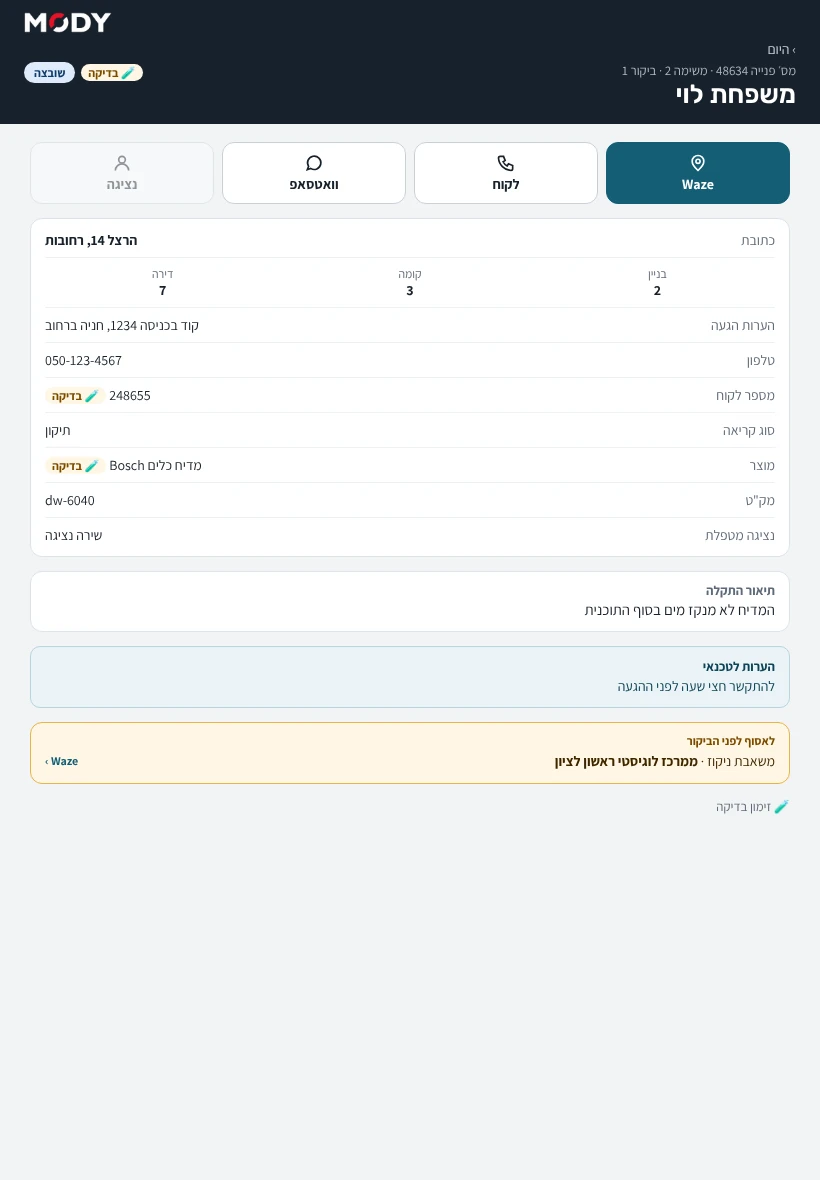 MODY
› היום
מס׳ פנייה 48634 · משימה 2 · ביקור 1
🧪 בדיקה שובצה
משפחת לוי
Waze
לקוח
וואטסאפ
נציגה
כתובת הרצל 14, רחובות
בניין קומה דירה
2 3 7
הערות הגעה קוד בכניסה 1234, חניה ברחוב
טלפון 050-123-4567
מספר לקוח 248655 🧪 בדיקה
סוג קריאה תיקון
מוצר מדיח כלים Bosch 🧪 בדיקה
מק"ט dw-6040
נציגה מטפלת שירה נציגה
תיאור התקלה
המדיח לא מנקז מים בסוף התוכנית
הערות לטכנאי
להתקשר חצי שעה לפני ההגעה
לאסוף לפני הביקור
משאבת ניקוז · ממרכז לוגיסטי ראשון לציון Waze ›
🧪 זימון בדיקה